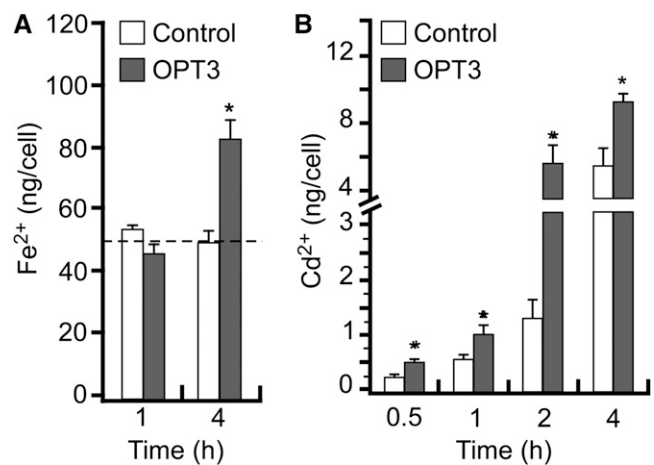 A
120
100
80
60
40
20
0
Fe2+ (ng/cell)
Control
OPT3
*
1
4
Time (h)
B
12
8
6
4
3
2
1
0
Cd2+ (ng/cell)
Control
OPT3
*
*
*
*
0.5
1
2
4
Time (h)